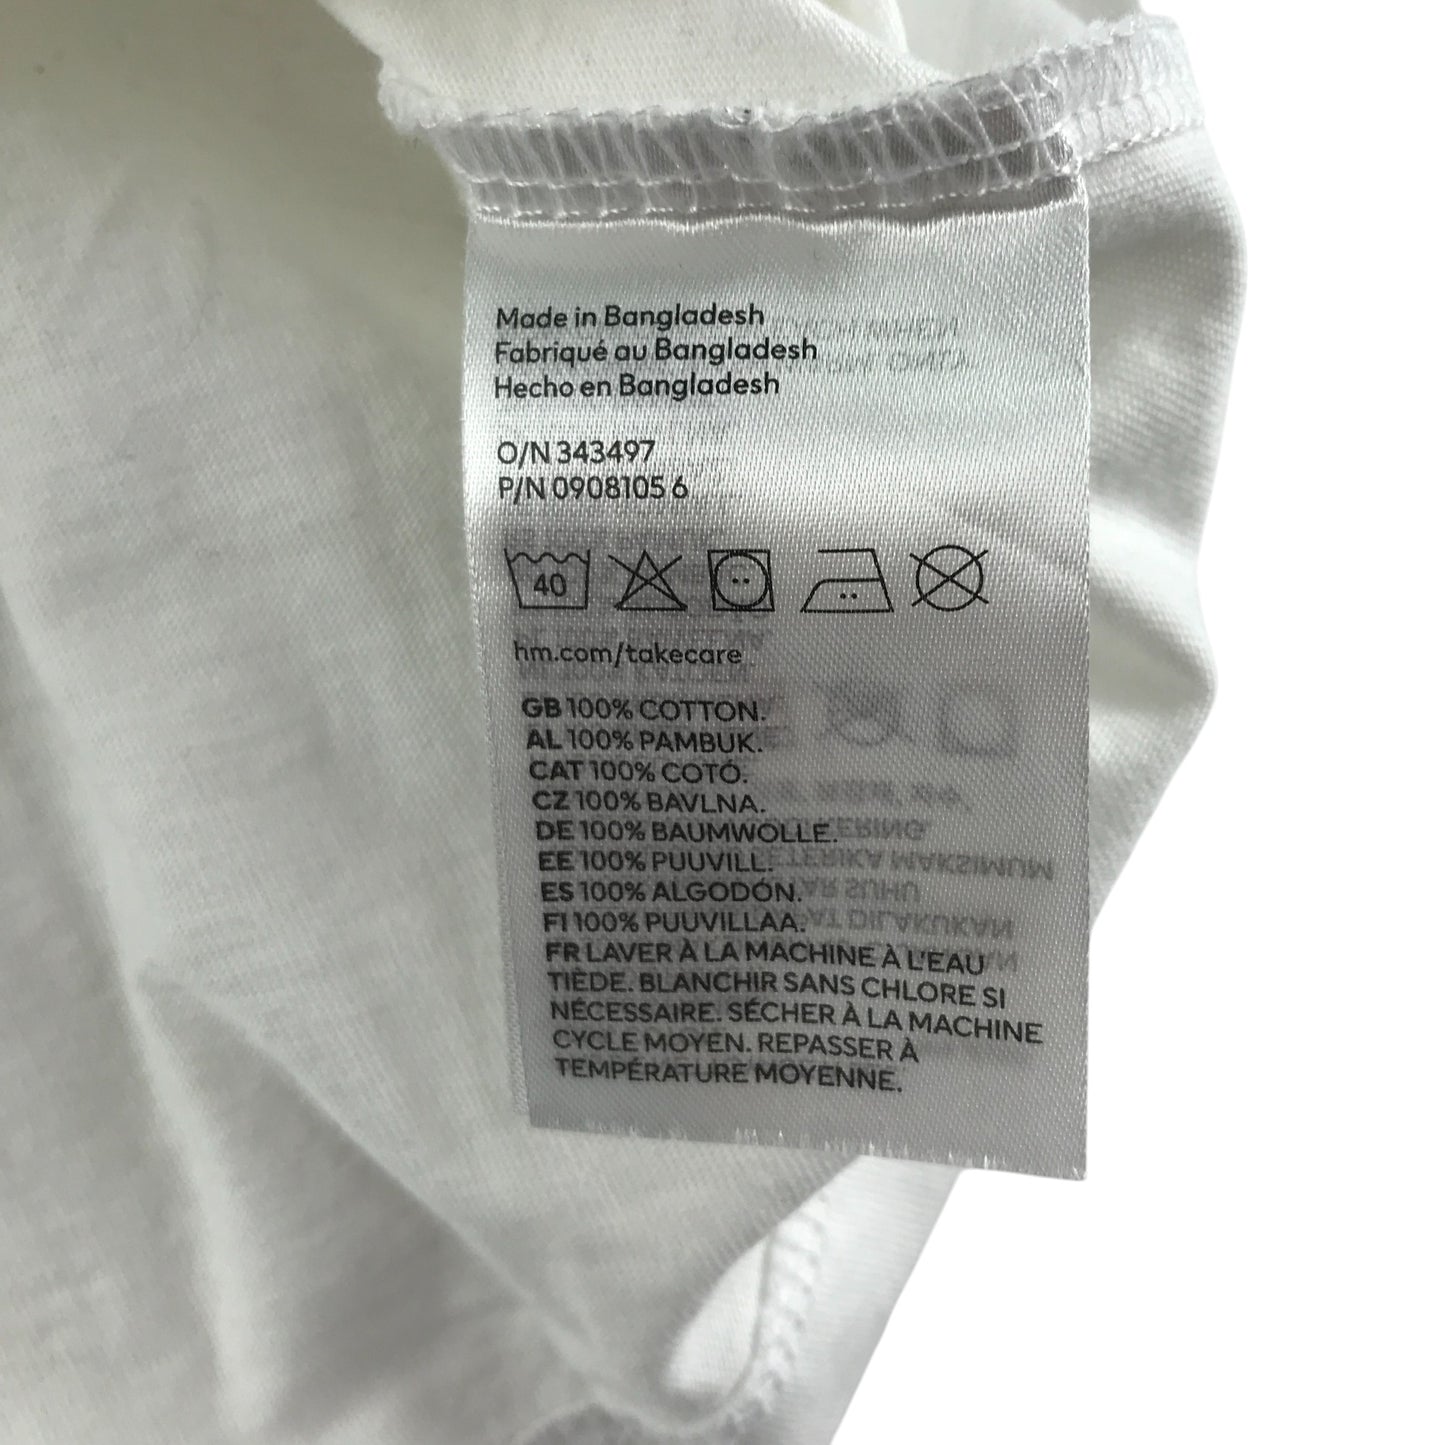 Made in Bangladesh
Fabriqué au Bangladesh
Hecho en Bangladesh
O/N 343497
P/N 0908105 6
40
hm.com/takecare
GB 100% COTTON.
AL 100% PAMBUK.
CAT 100% COTÓ.
CZ 100% BAVLNA.
DE 100% BAUMWOLLE.
EE 100% PUUVILL.
ES 100% ALGODÓN.
FI 100% PUUVILLAA.
FR LAVER À LA MACHINE À L'EAU
TIÈDE. BLANCHIR SANS CHLORE SI
NÉCESSAIRE. SÉCHER À LA MACHINE
CYCLE MOYEN. REPASSER À
TEMPÉRATURE MOYENNE.